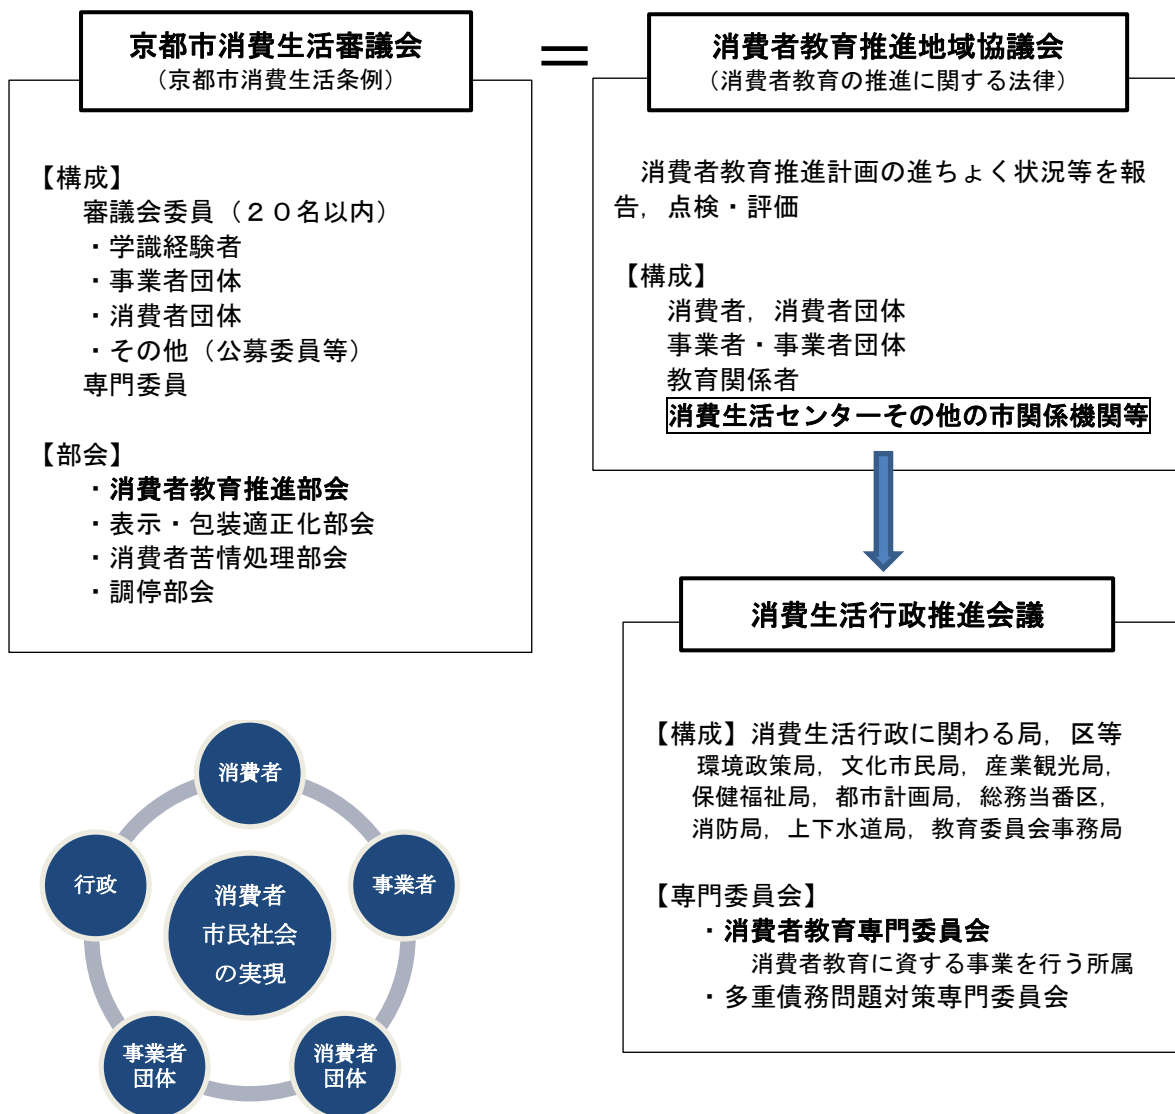 京都市消費生活審議会
（京都市消費生活条例）
【構成】
審議会委員（２０名以内）
・学識経験者
・事業者団体
・消費者団体
・その他（公募委員等）
専門委員
【部会】
・消費者教育推進部会
・表示・包装適正化部会
・消費者苦情処理部会
・調停部会
＝
消費者教育推進地域協議会
（消費者教育の推進に関する法律）
消費者教育推進計画の進ちょく状況等を報
告，点検・評価
【構成】
消費者，消費者団体
事業者・事業者団体
教育関係者
消費生活センターその他の市関係機関等
消費生活行政推進会議
【構成】消費生活行政に関わる局，区等
環境政策局，文化市民局，産業観光局，
保健福祉局，都市計画局，総務当番区，
消防局，上下水道局，教育委員会事務局
【専門委員会】
・消費者教育専門委員会
消費者教育に資する事業を行う所属
・多重債務問題対策専門委員会
消費者
事業者
消費者
団体
事業者
団体
行政
消費者
市民社会
の実現